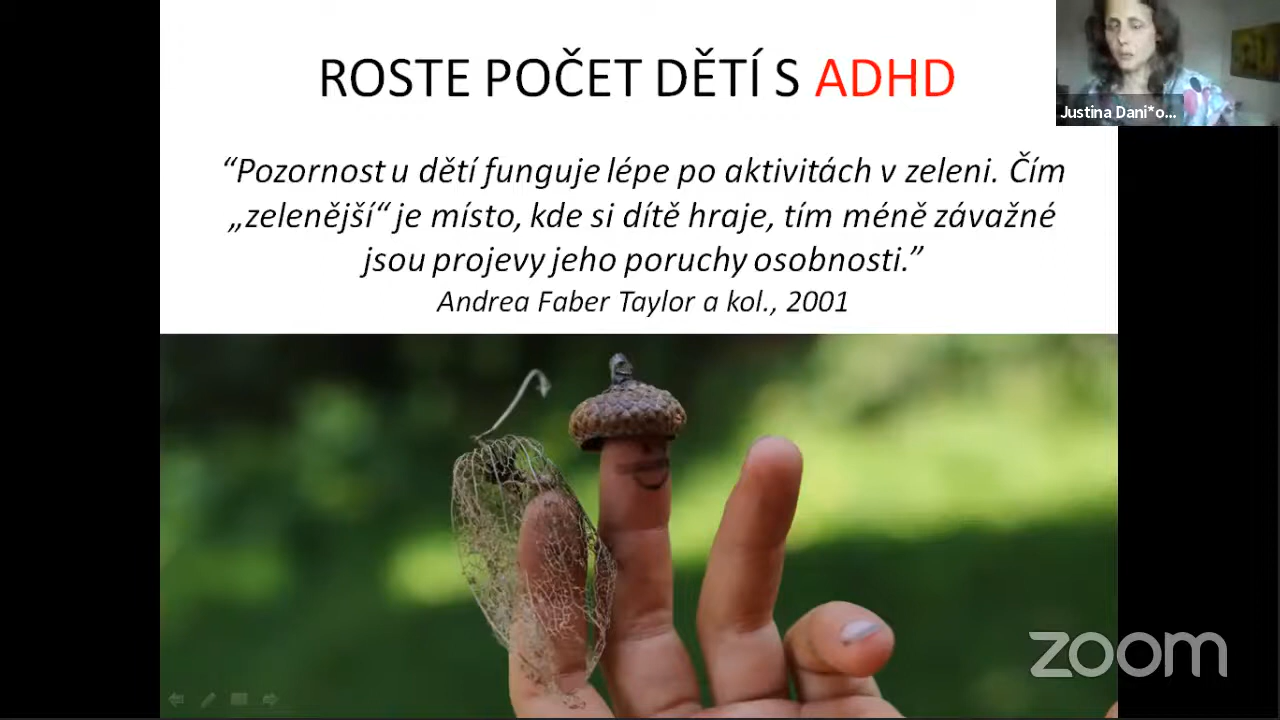 ROSTE POČET DĚTÍ S ADHD
“Pozornost u dětí funguje lépe po aktivitách v zeleni. Čím
„zelenější“ je místo, kde si dítě hraje, tím méně závažné
jsou projevy jeho poruchy osobnosti.”
Andrea Faber Taylor a kol., 2001
Justina Dani*o...
zoom